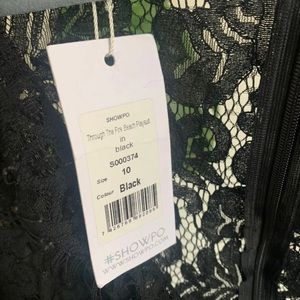 SHOWPO
Through The Fire Beach Playsuit
in
black
S000374
Size 10
Colour Black
#SHOWPO
WWW.SHOWPO.COM